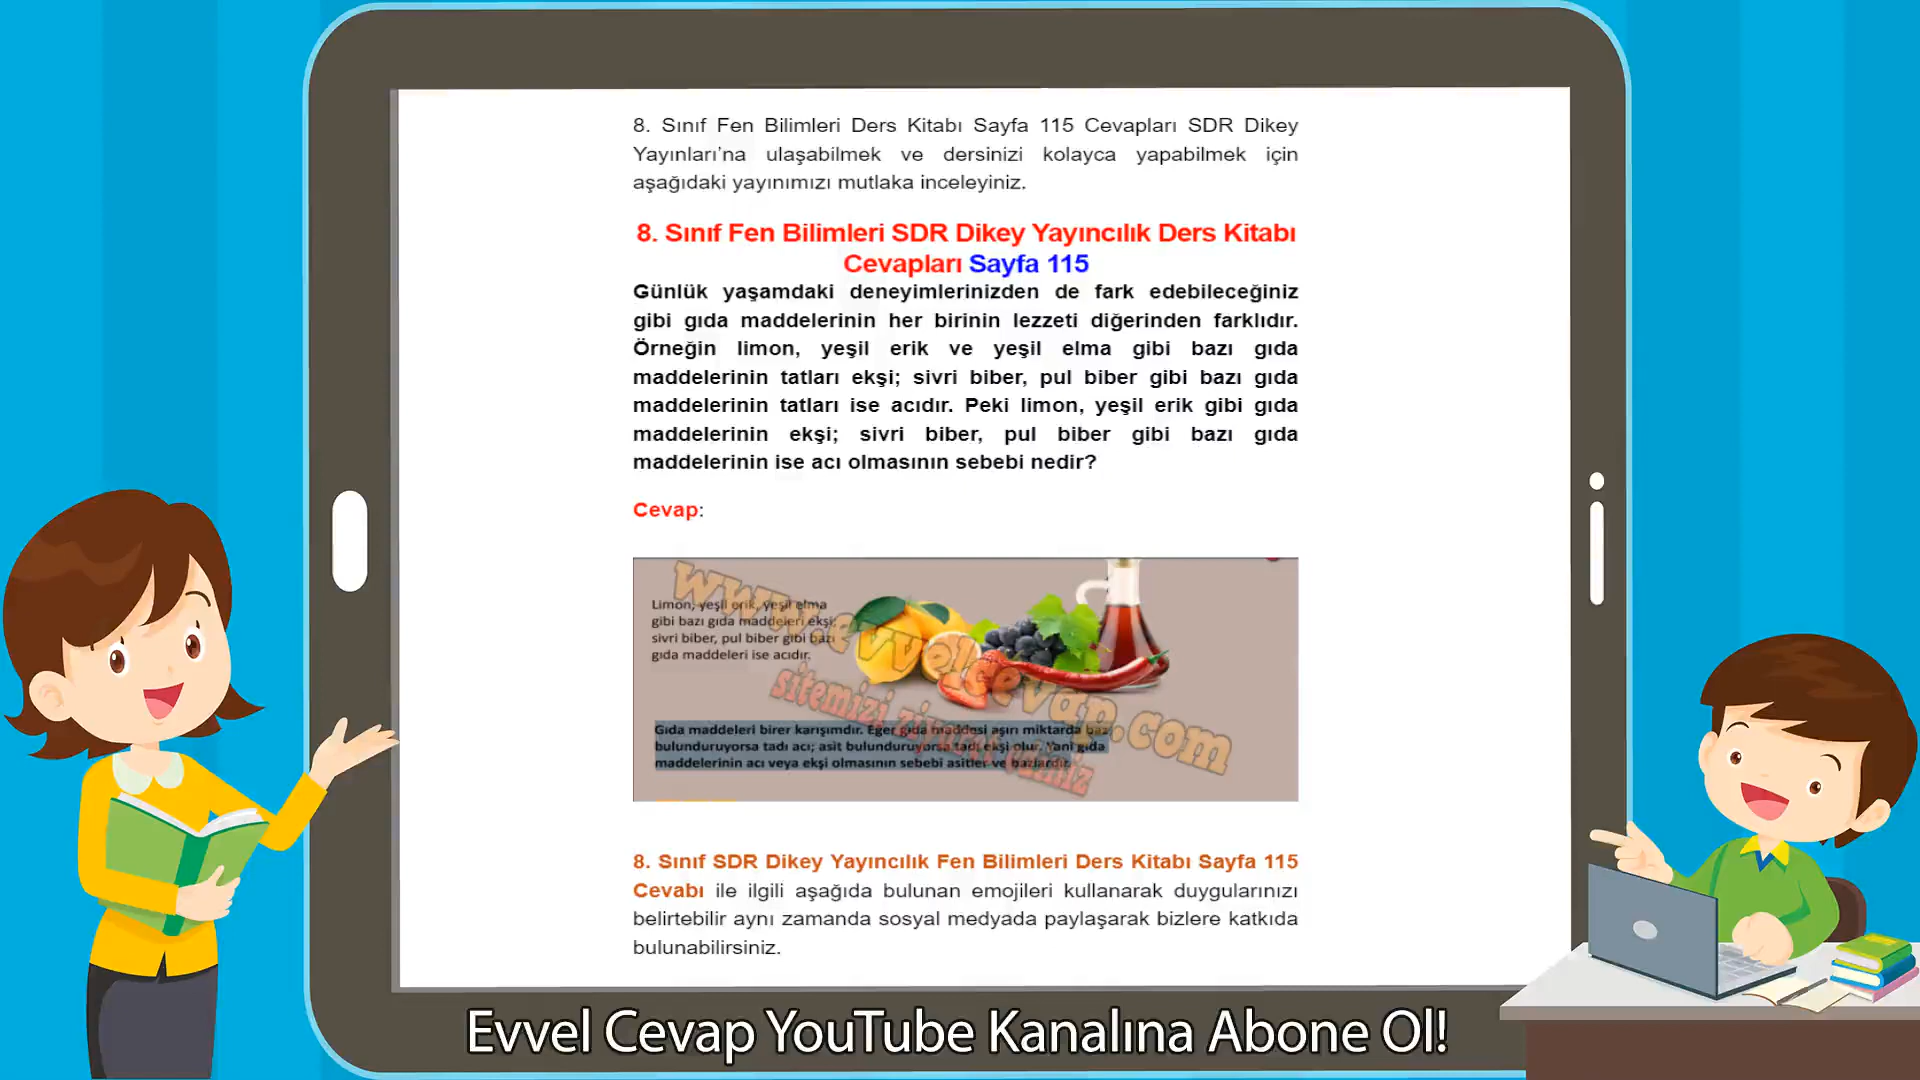 8. Sınıf Fen Bilimleri Ders Kitabı Sayfa 115 Cevapları SDR Dikey
Yayınları’na ulaşabilmek ve dersinizi kolayca yapabilmek için
aşağıdaki yayınımızı mutlaka inceleyiniz.
8. Sınıf Fen Bilimleri SDR Dikey Yayıncılık Ders Kitabı
Cevapları Sayfa 115
Günlük yaşamdaki deneyimlerinizden de fark edebileceğiniz
gibi gıda maddelerinin her birinin lezzeti diğerinden farklıdır.
Örneğin limon, yeşil erik ve yeşil elma gibi bazı gıda
maddelerinin tatları ekşi; sivri biber, pul biber gibi bazı gıda
maddelerinin tatları ise acıdır. Peki limon, yeşil erik gibi gıda
maddelerinin ekşi; sivri biber, pul biber gibi bazı gıda
maddelerinin ise acı olmasının sebebi nedir?
Cevap:
Limon, yeşil erik, yeşil elma
gibi bazı gıda maddeleri ekşi;
sivri biber, pul biber gibi bazı
gıda maddeleri ise acıdır.
www.evvelcevap.com
sitemizi ziyaret ediniz
Gıda maddeleri birer karışımdır. Eğer gıda maddesi aşırı miktarda baz
bulunduruyorsa tadı acı; asit bulunduruyorsa tadı ekşi olur. Yani gıda
maddelerinin acı veya ekşi olmasının sebebi asitler ve bazlardır.
8. Sınıf SDR Dikey Yayıncılık Fen Bilimleri Ders Kitabı Sayfa 115
Cevabı ile ilgili aşağıda bulunan emojileri kullanarak duygularınızı
belirtebilir aynı zamanda sosyal medyada paylaşarak bizlere katkıda
bulunabilirsiniz.
Evvel Cevap YouTube Kanalına Abone Ol!